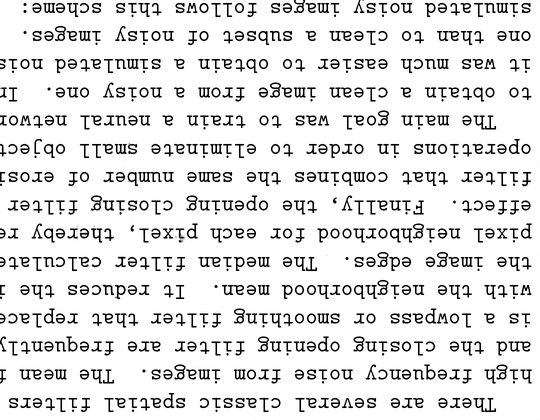 There are several classic spatial filters
high frequency noise from images. The mean f
and the closing opening filter are frequently
is a lowpass or smoothing filter that replace
with the neighborhood mean. It reduces the i
the image edges. The median filter calculate
pixel neighborhood for each pixel, thereby re
effect. Finally, the opening closing filter
filter that combines the same number of erosi
operations in order to eliminate small object
The main goal was to train a neural networ
to obtain a clean image from a noisy one. In
it was much easier to obtain a simulated nois
one than to clean a subset of noisy images.
simulated noisy images follows this scheme: